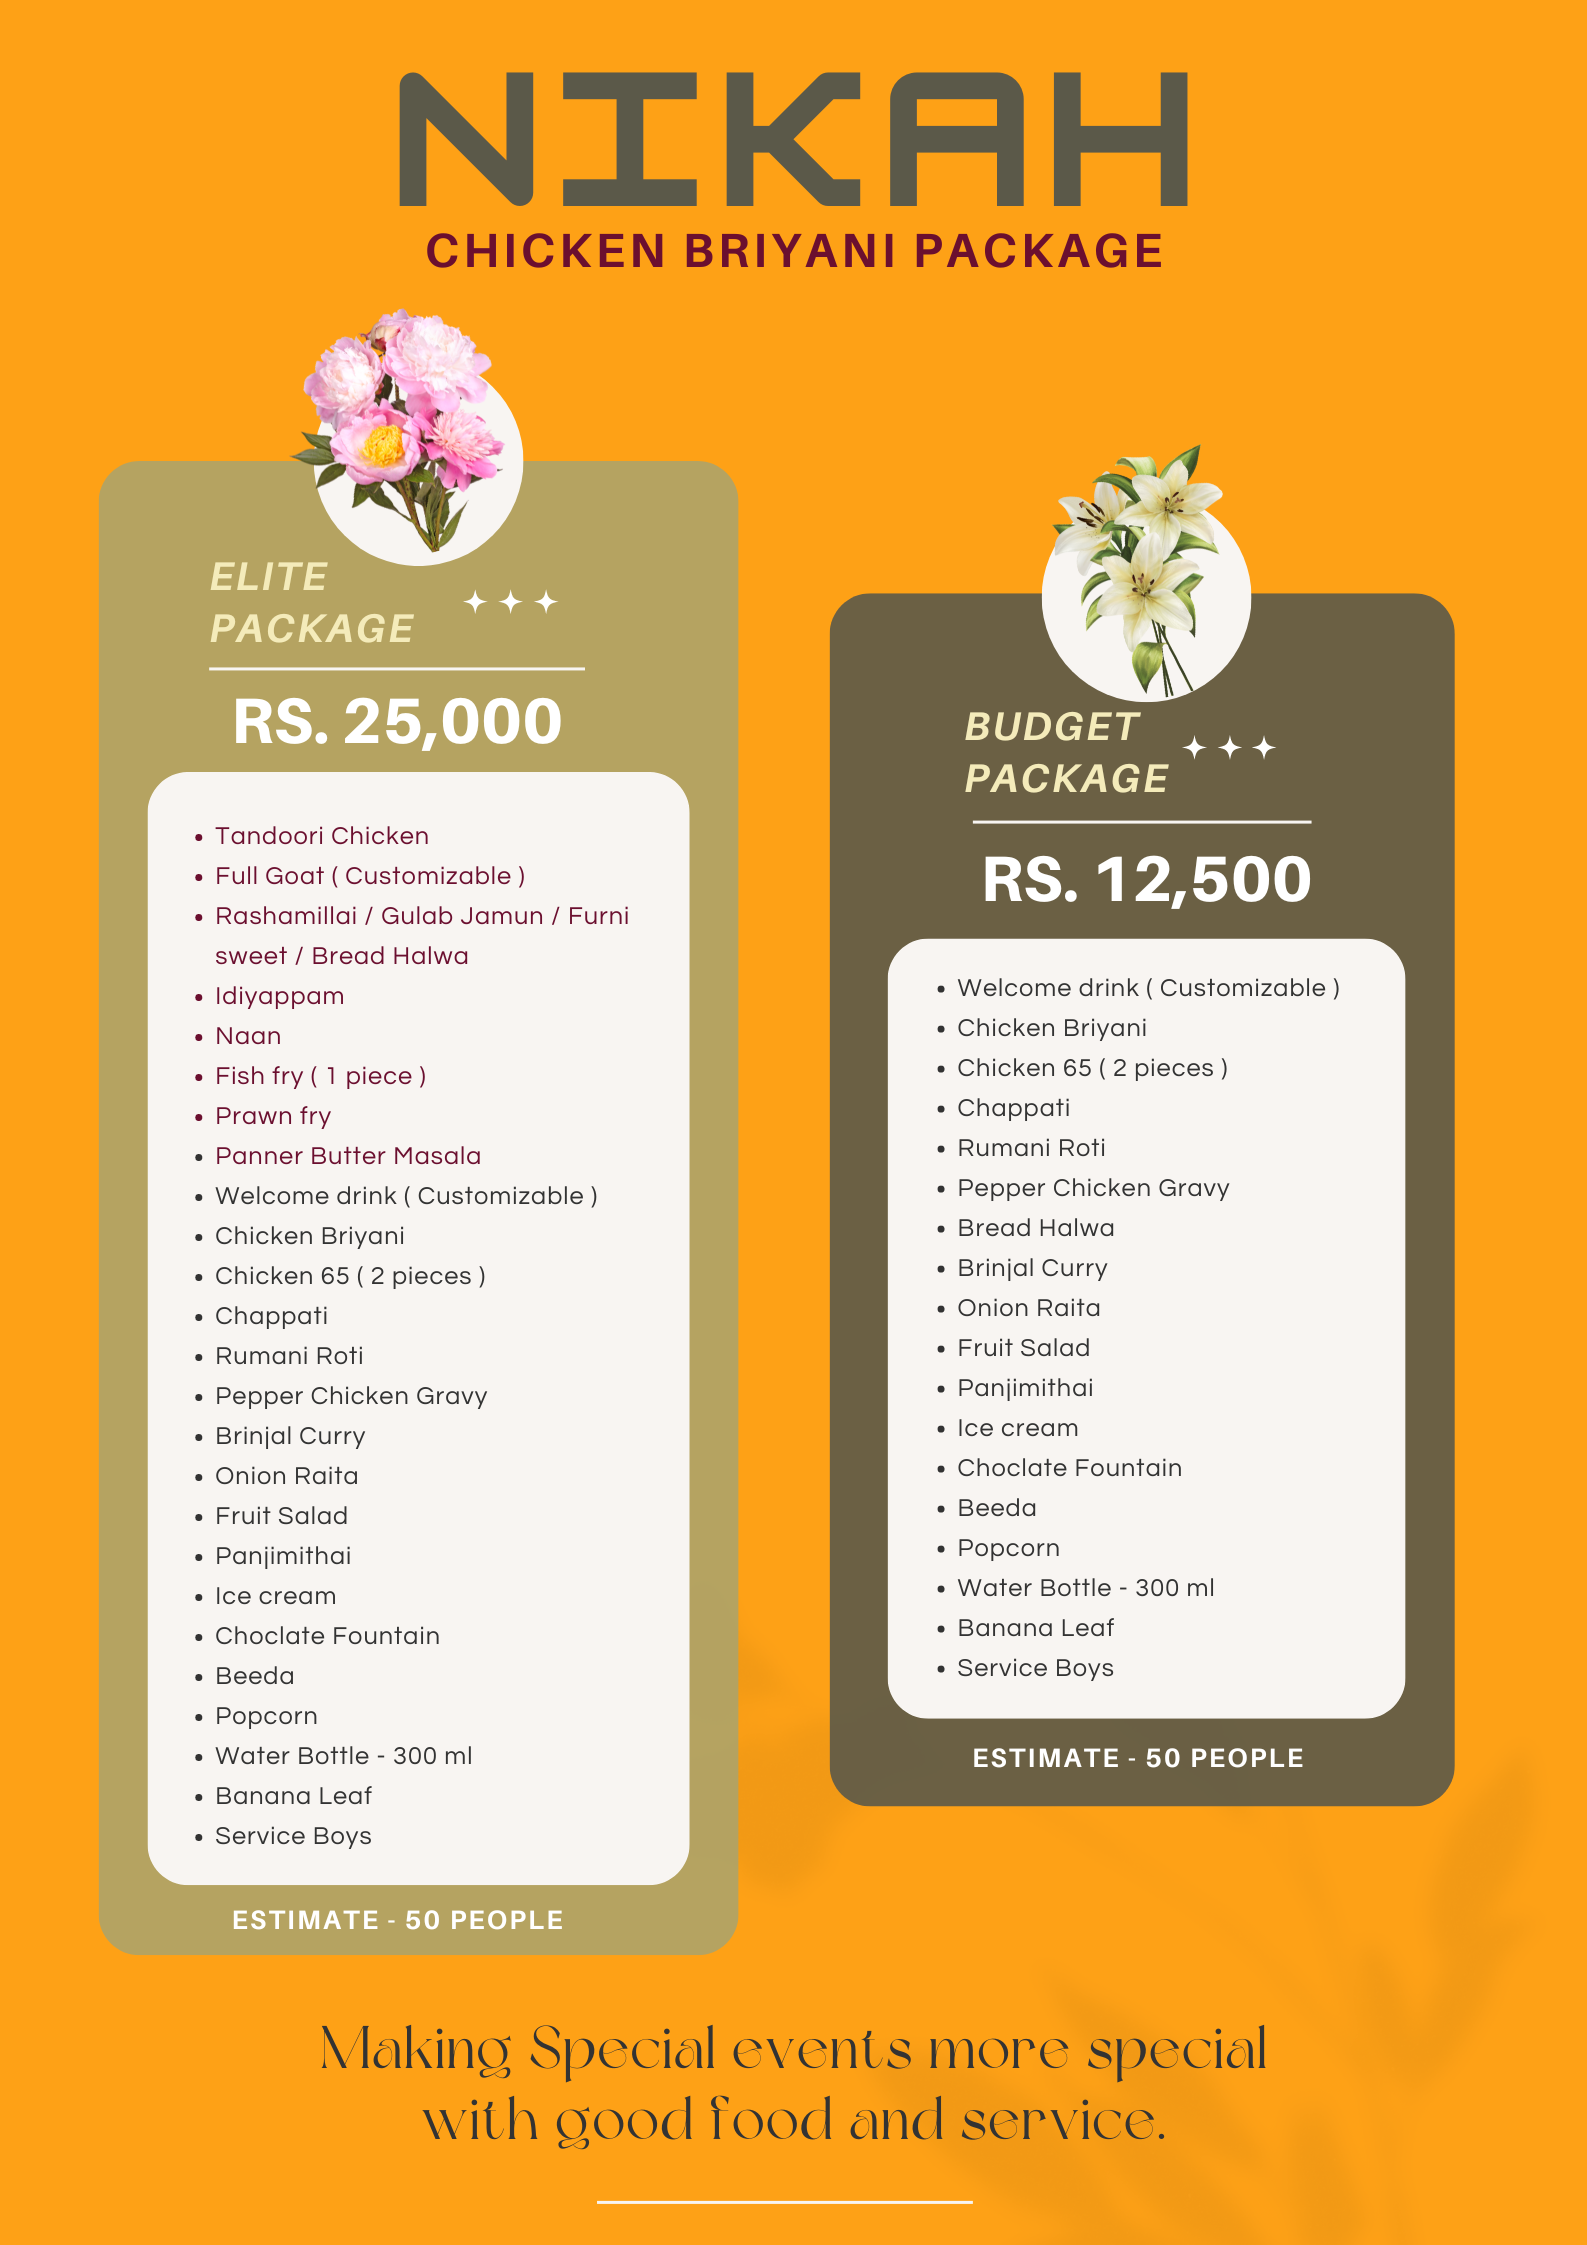 NIKAH
CHICKEN BRIYANI PACKAGE
ELITE
PACKAGE
RS. 25,000
• Tandoori Chicken
• Full Goat ( Customizable )
• Rashamillai / Gulab Jamun / Furni
sweet / Bread Halwa
• Idiyappam
• Naan
• Fish fry ( 1 piece )
• Prawn fry
• Panner Butter Masala
• Welcome drink ( Customizable )
• Chicken Briyani
• Chicken 65 ( 2 pieces )
• Chappati
• Rumani Roti
• Pepper Chicken Gravy
• Brinjal Curry
• Onion Raita
• Fruit Salad
• Panjimithai
• Ice cream
• Choclate Fountain
• Beeda
• Popcorn
• Water Bottle - 300 ml
• Banana Leaf
• Service Boys
ESTIMATE - 50 PEOPLE
BUDGET
PACKAGE
RS. 12,500
• Welcome drink ( Customizable )
• Chicken Briyani
• Chicken 65 ( 2 pieces )
• Chappati
• Rumani Roti
• Pepper Chicken Gravy
• Bread Halwa
• Brinjal Curry
• Onion Raita
• Fruit Salad
• Panjimithai
• Ice cream
• Choclate Fountain
• Beeda
• Popcorn
• Water Bottle - 300 ml
• Banana Leaf
• Service Boys
ESTIMATE - 50 PEOPLE
Making Special events more special
with good food and service.